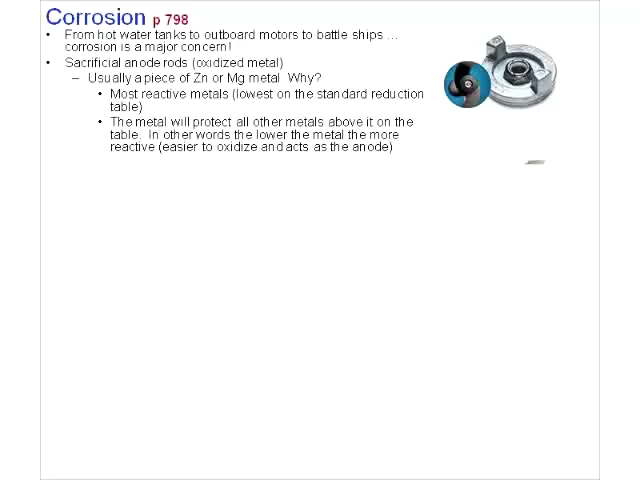 Corrosion p 798
• From hot water tanks to outboard motors to battle ships …
corrosion is a major concern!
• Sacrificial anode rods (oxidized metal)
– Usually a piece of Zn or Mg metal Why?
• Most reactive metals (lowest on the standard reduction
table)
• The metal will protect all other metals above it on the
table. In other words the lower the metal the more
reactive (easier to oxidize and acts as the anode)